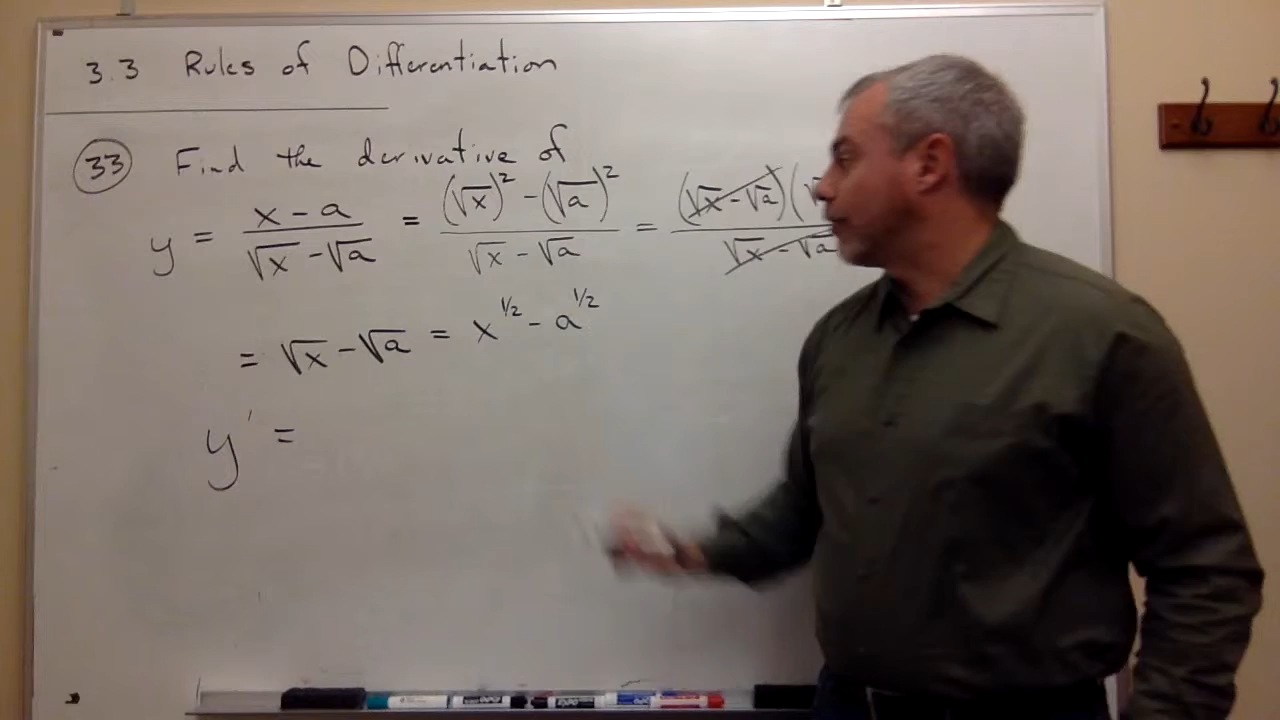 3.3 Rules of Differentiation
33 Find the derivative of
y = (x - a)/(√x - √a) = ((√x)² - (√a)²)/(√x - √a) = (√x - √a)(√
/(√x - √a
= √x - √a = x^1/2 - a^1/2
y' =